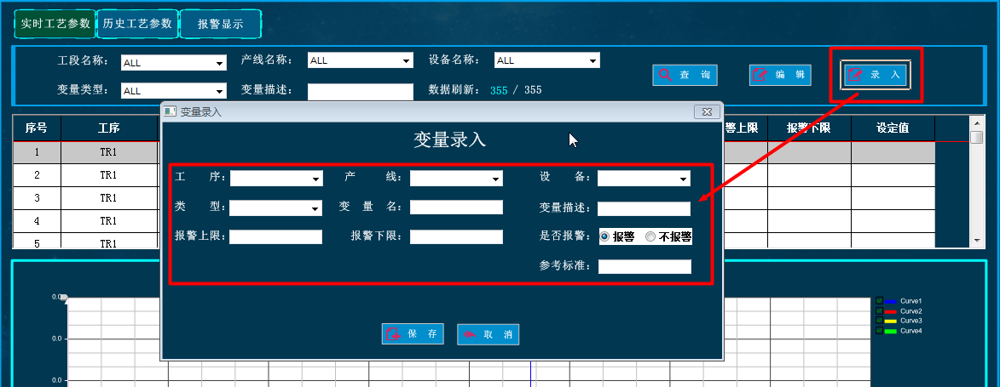 实时工艺参数 历史工艺参数 报警显示
工段名称： ALL 产线名称： ALL 设备名称： ALL
查 询 编 辑 录 入
变量类型： ALL 变量描述： 数据刷新： 355 / 355
变量录入
序号 工序 警上限 报警下限 设定值
变量录入
1 TR1
2 TR1
3 TR1
4 TR1
5 TR1
工 序： 产 线： 设 备：
类 型： 变 量 名： 变量描述：
报警上限： 报警下限： 是否报警： 报警 不报警
参考标准：
保 存 取 消
0.0
0.0
0.0
Curve1
Curve2
Curve3
Curve4